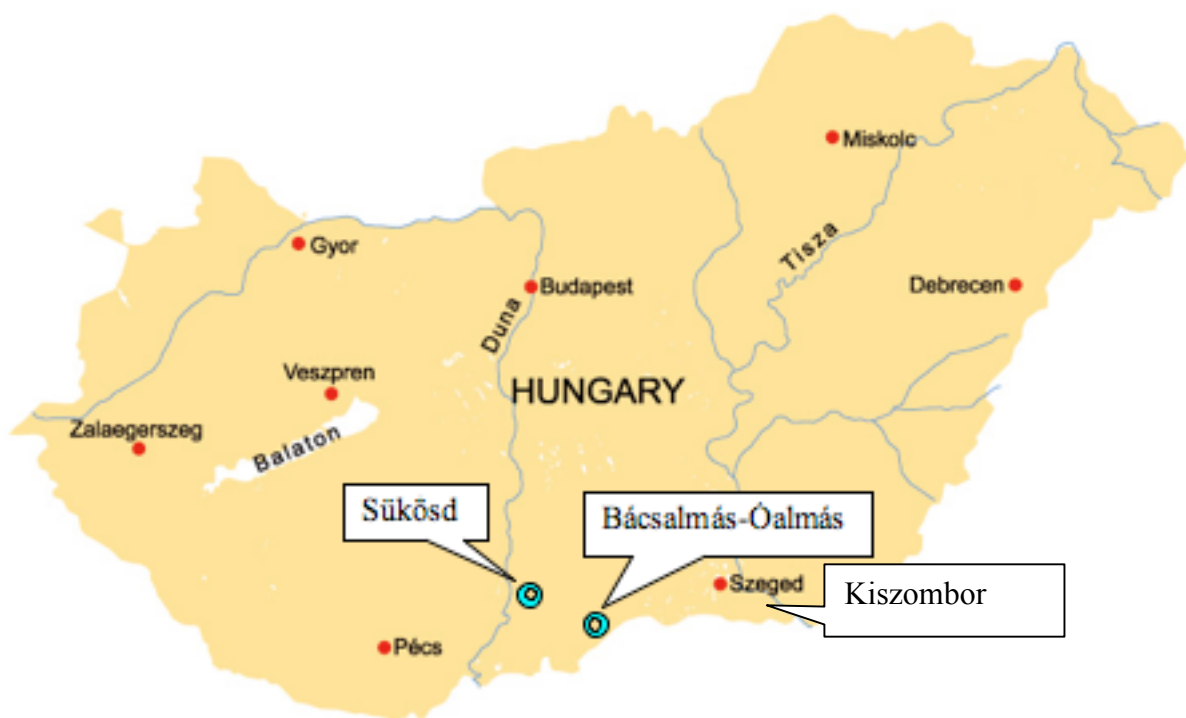 Miskolc
Gyor
Tisza
Budapest
Debrecen
Duna
Veszpren
HUNGARY
Zalaegerszeg
Balaton
Sükösd
Bácsalmás-Óalmás
Szeged
Kiszombor
Pécs